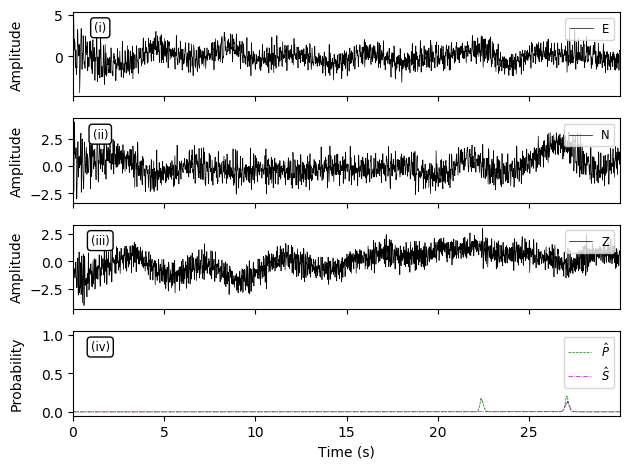 5
0
Amplitude
(i)
E
2.5
0.0
−2.5
Amplitude
(ii)
N
2.5
0.0
−2.5
Amplitude
(iii)
Z
1.0
0.5
0.0
Probability
(iv)
P̂
Ŝ
0 5 10 15 20 25
Time (s)